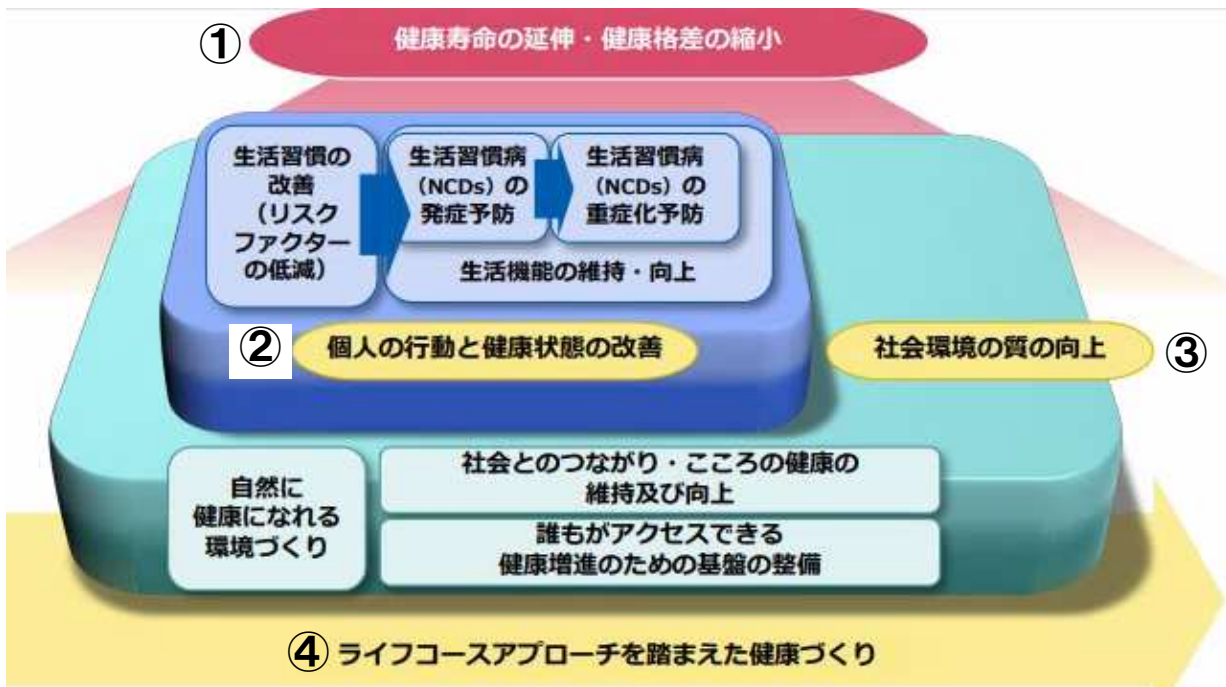 ① 健康寿命の延伸・健康格差の縮小
生活習慣の
改善
（リスク
ファクター
の低減）
生活習慣病
（NCDs）の
発症予防
生活習慣病
（NCDs）の
重症化予防
生活機能の維持・向上
② 個人の行動と健康状態の改善
社会環境の質の向上 ③
自然に
健康になれる
環境づくり
社会とのつながり・こころの健康の
維持及び向上
誰もがアクセスできる
健康増進のための基盤の整備
④ ライフコースアプローチを踏まえた健康づくり